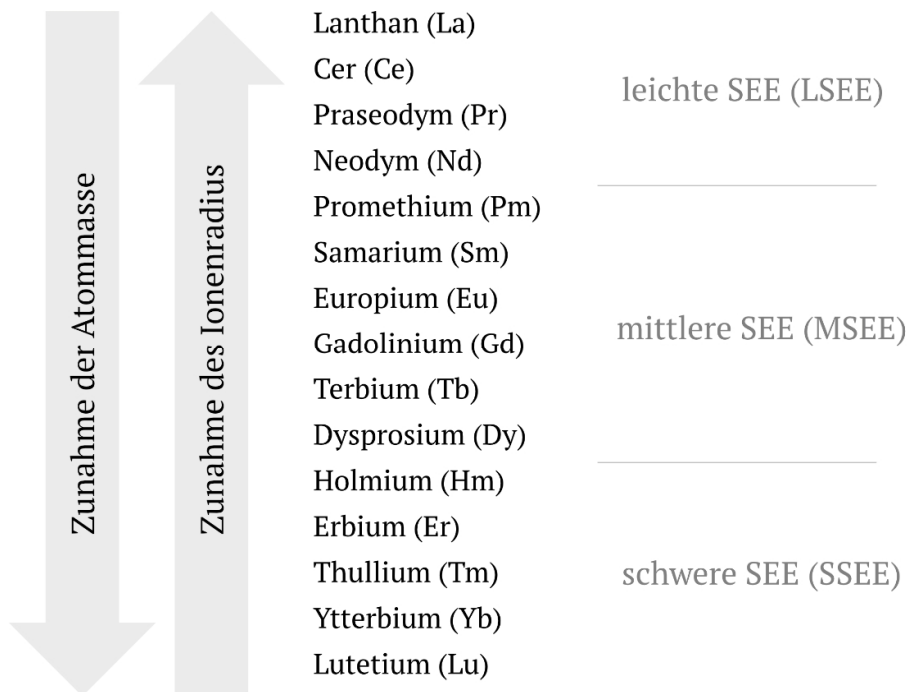 Zunahme der Atommasse
Zunahme des Ionenradius
Lanthan (La)
Cer (Ce)
Praseodym (Pr)
Neodym (Nd)
Promethium (Pm)
Samarium (Sm)
Europium (Eu)
Gadolinium (Gd)
Terbium (Tb)
Dysprosium (Dy)
Holmium (Hm)
Erbium (Er)
Thullium (Tm)
Ytterbium (Yb)
Lutetium (Lu)
leichte SEE (LSEE)
mittlere SEE (MSEE)
schwere SEE (SSEE)